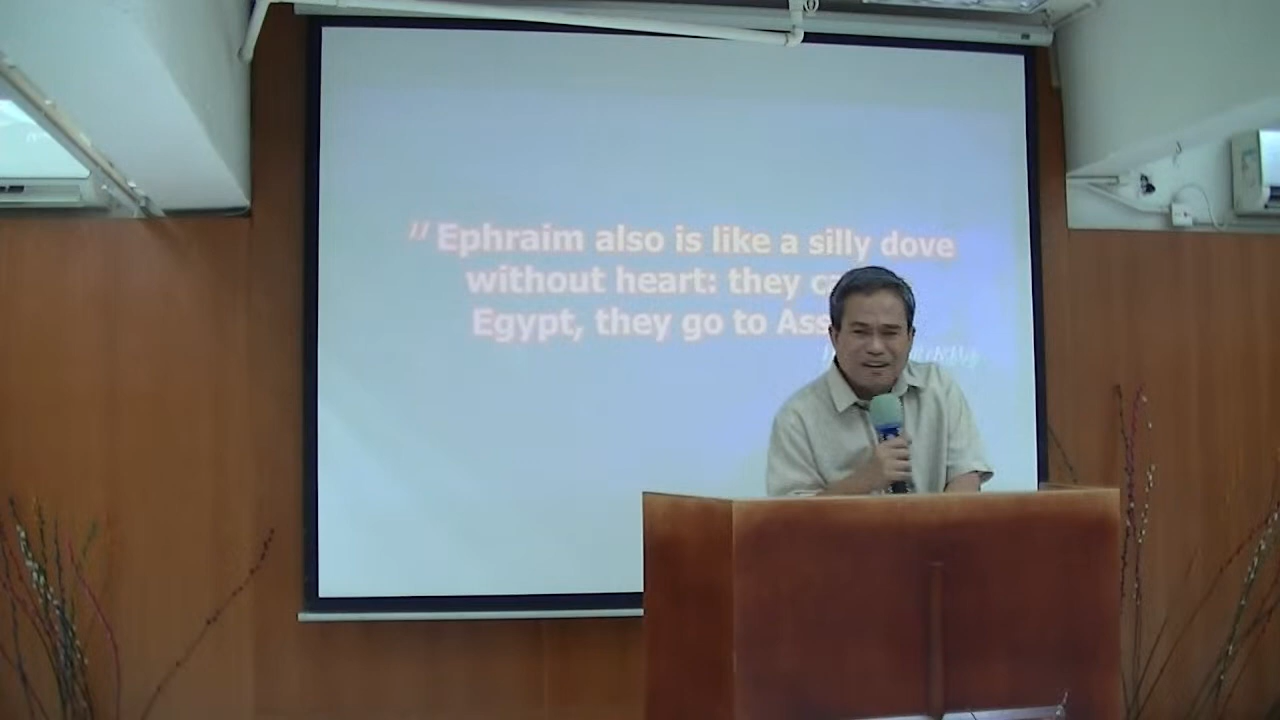 “Ephraim also is like a silly dove
without heart: they
Egypt, they go to